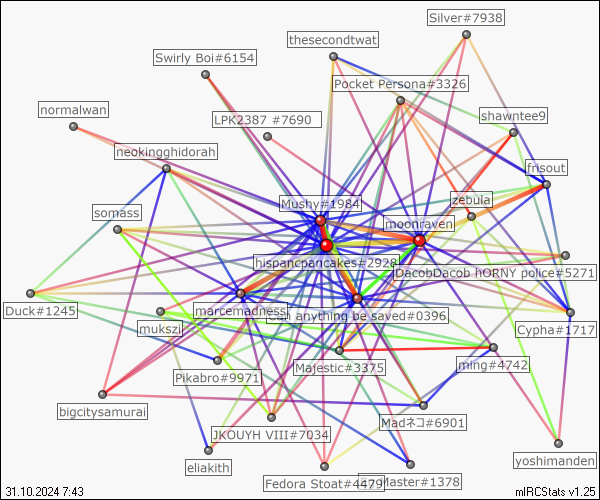 Silver#7938
thesecondtwat
Swirly Boi#6154
Pocket Persona#3326
normalwan
LPK2387 #7690
shawntee9
neokingghidorah
frisout
Mushy#1984
zebula
somass
moonraven
hispancpancakes#2928
DacobDacob hORNY police#5271
Duck#1245
marcemadness
Can anything be saved#0396
Cypha#1717
mukszi
Majestic#3375
ming#4742
Pikabro#9971
bigcitysamurai
Madネコ#6901
JKOUYH VIII#7034
eliakith
yoshimanden
Fedora Stoat#4479
Master#1378
31.10.2024 7:43
mIRCStats v1.25